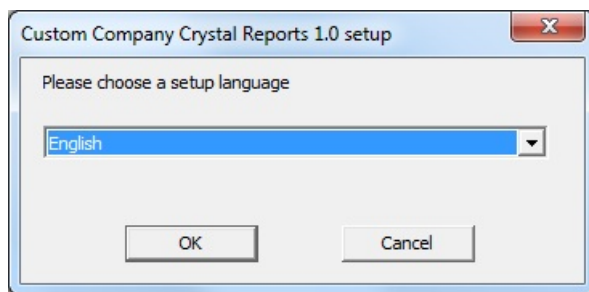 Custom Company Crystal Reports 1.0 setup
Please choose a setup language
English
OK Cancel